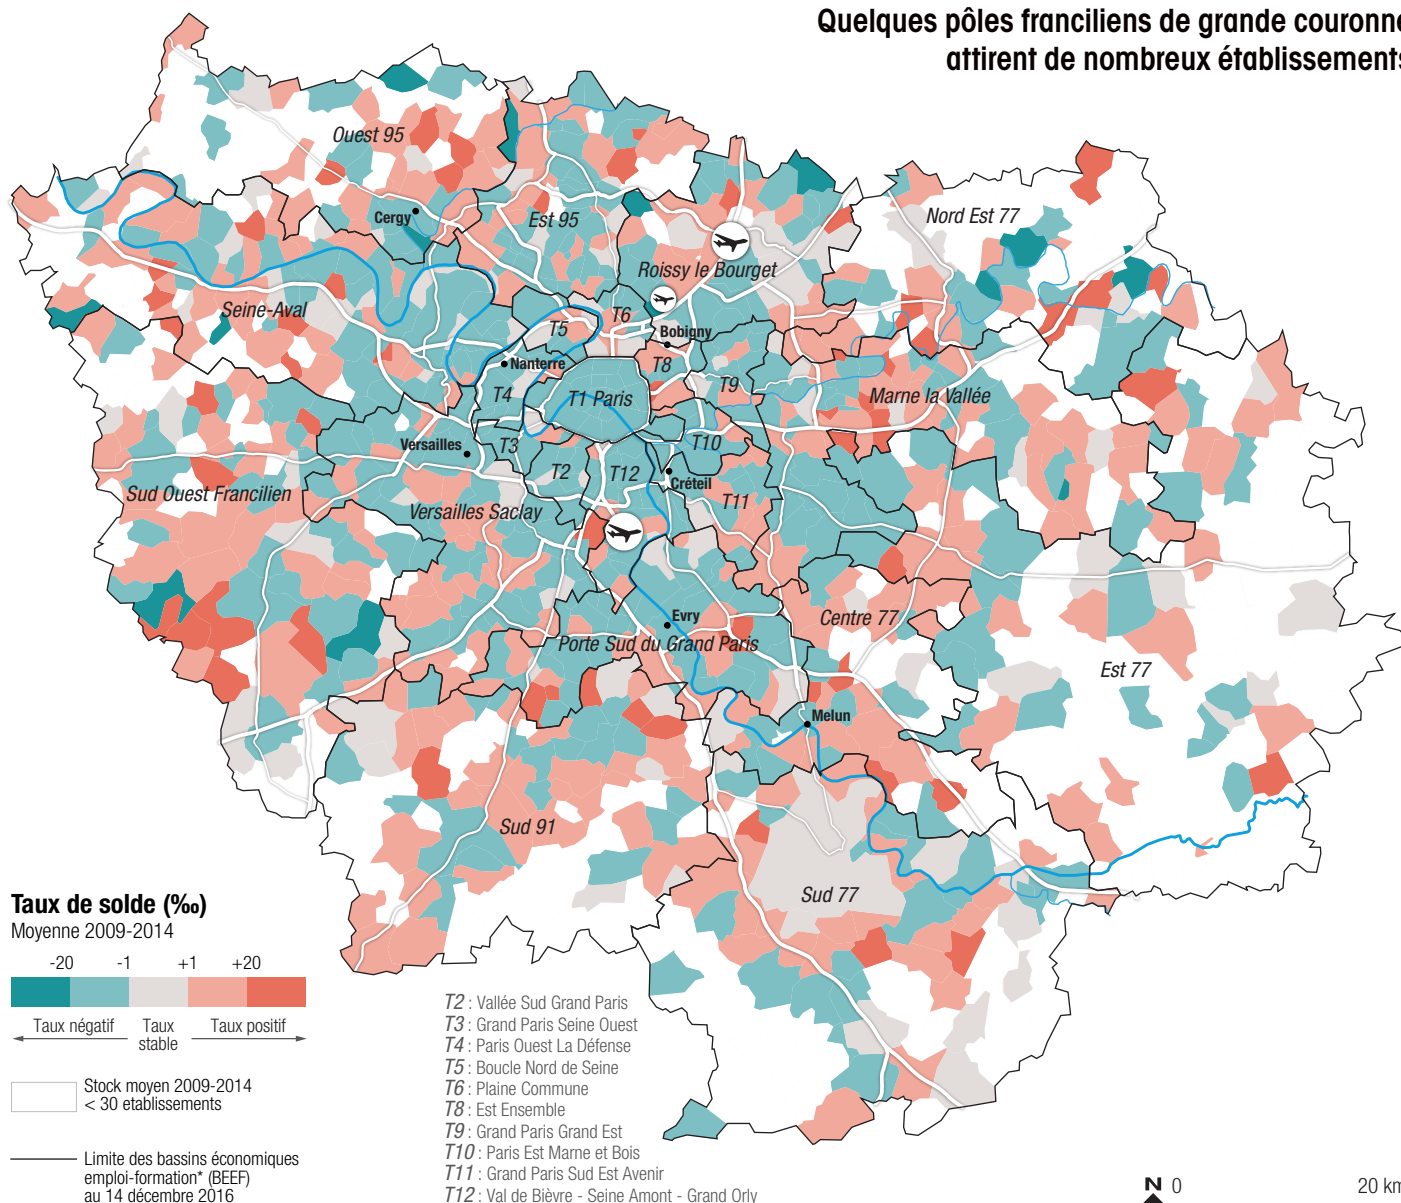 Quelques pôles franciliens de grande couronne
attirent de nombreux établissements
Ouest 95
Cergy
Est 95
Nord Est 77
Roissy le Bourget
Seine-Aval
T5
T6
Bobigny
Nanterre
T8
T9
T4
T1 Paris
Marne la Vallée
Versailles
T3
T10
T2
T12
Créteil
Sud Ouest Francilien
Versailles Saclay
T11
Evry
Centre 77
Porte Sud du Grand Paris
Est 77
Melun
Sud 91
Sud 77
Taux de solde (‰)
Moyenne 2009-2014
-20 -1 +1 +20
Taux négatif Taux stable Taux positif
Stock moyen 2009-2014
< 30 etablissements
Limite des bassins économiques
emploi-formation* (BEEF)
au 14 décembre 2016
T2 : Vallée Sud Grand Paris
T3 : Grand Paris Seine Ouest
T4 : Paris Ouest La Défense
T5 : Boucle Nord de Seine
T6 : Plaine Commune
T8 : Est Ensemble
T9 : Grand Paris Grand Est
T10 : Paris Est Marne et Bois
T11 : Grand Paris Sud Est Avenir
T12 : Val de Bièvre - Seine Amont - Grand Orly
N 0 20 km